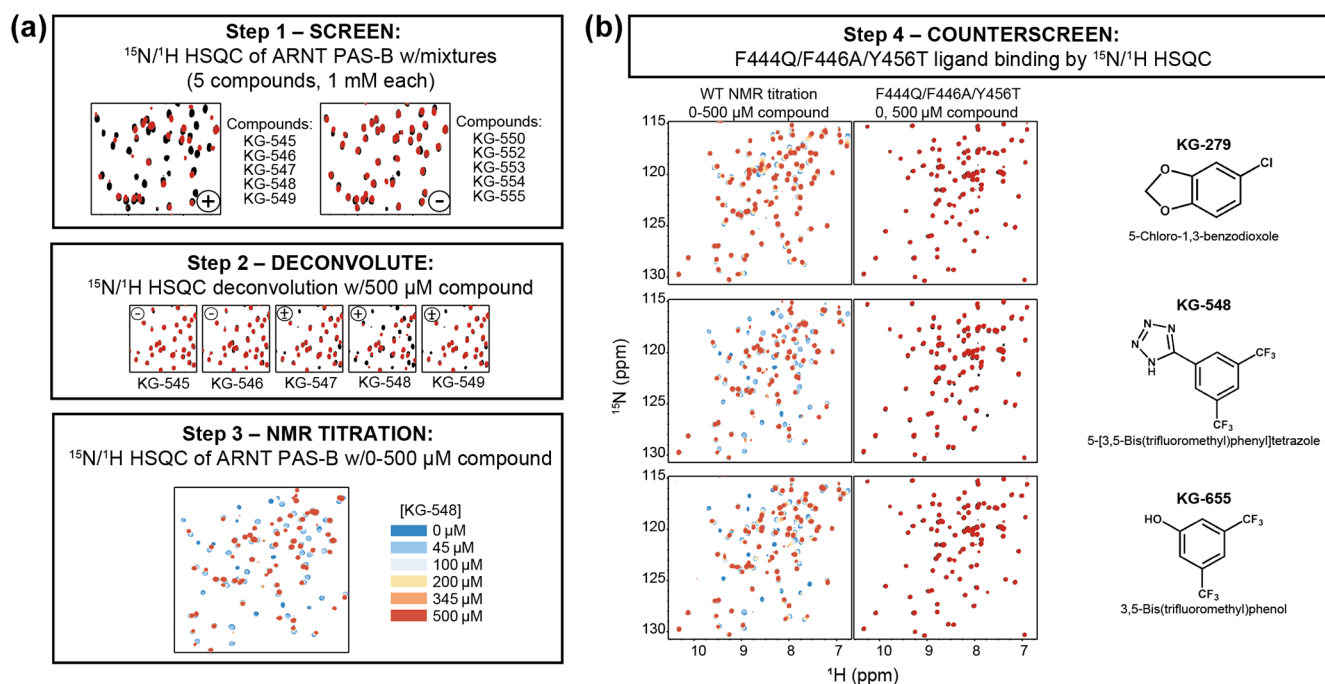 (a)
Step 1 – SCREEN:
¹⁵N/¹H HSQC of ARNT PAS-B w/mixtures
(5 compounds, 1 mM each)
Compounds:
KG-545
KG-546
KG-547
KG-548
KG-549
+
Compounds:
KG-550
KG-552
KG-553
KG-554
KG-555
-
Step 2 – DECONVOLUTE:
¹⁵N/¹H HSQC deconvolution w/500 µM compound
- - ± + ±
KG-545 KG-546 KG-547 KG-548 KG-549
Step 3 – NMR TITRATION:
¹⁵N/¹H HSQC of ARNT PAS-B w/0-500 µM compound
[KG-548]
0 µM
45 µM
100 µM
200 µM
345 µM
500 µM
(b)
Step 4 – COUNTERSCREEN:
F444Q/F446A/Y456T ligand binding by ¹⁵N/¹H HSQC
WT NMR titration
0-500 µM compound
F444Q/F446A/Y456T
0, 500 µM compound
115
120
125
130
KG-279
O
O
Cl
5-Chloro-1,3-benzodioxole
115
120
125
130
KG-548
N
N
N
N
H
CF₃
CF₃
5-[3,5-Bis(trifluoromethyl)phenyl]tetrazole
115
120
125
130
KG-655
HO
CF₃
CF₃
3,5-Bis(trifluoromethyl)phenol
¹⁵N (ppm)
10 9 8 7 10 9 8 7
¹H (ppm)